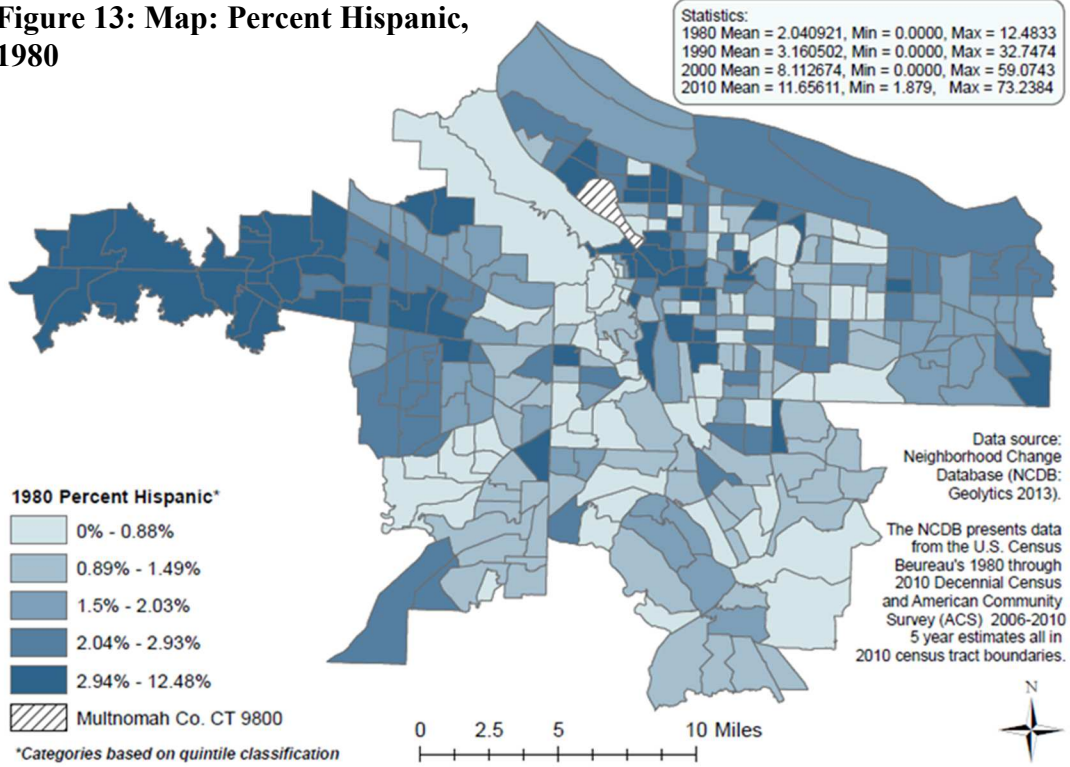 Figure 13: Map: Percent Hispanic,
1980
Statistics:
1980 Mean = 2.040921, Min = 0.0000, Max = 12.4833
1990 Mean = 3.160502, Min = 0.0000, Max = 32.7474
2000 Mean = 8.112674, Min = 0.0000, Max = 59.0743
2010 Mean = 11.65611, Min = 1.879, Max = 73.2384
Data source:
Neighborhood Change
Database (NCDB:
Geolytics 2013).
The NCDB presents data
from the U.S. Census
Beureau's 1980 through
2010 Decennial Census
and American Community
Survey (ACS) 2006-2010
5 year estimates all in
2010 census tract boundaries.
1980 Percent Hispanic*
0% - 0.88%
0.89% - 1.49%
1.5% - 2.03%
2.04% - 2.93%
2.94% - 12.48%
Multnomah Co. CT 9800
*Categories based on quintile classification
0 2.5 5 10 Miles
N